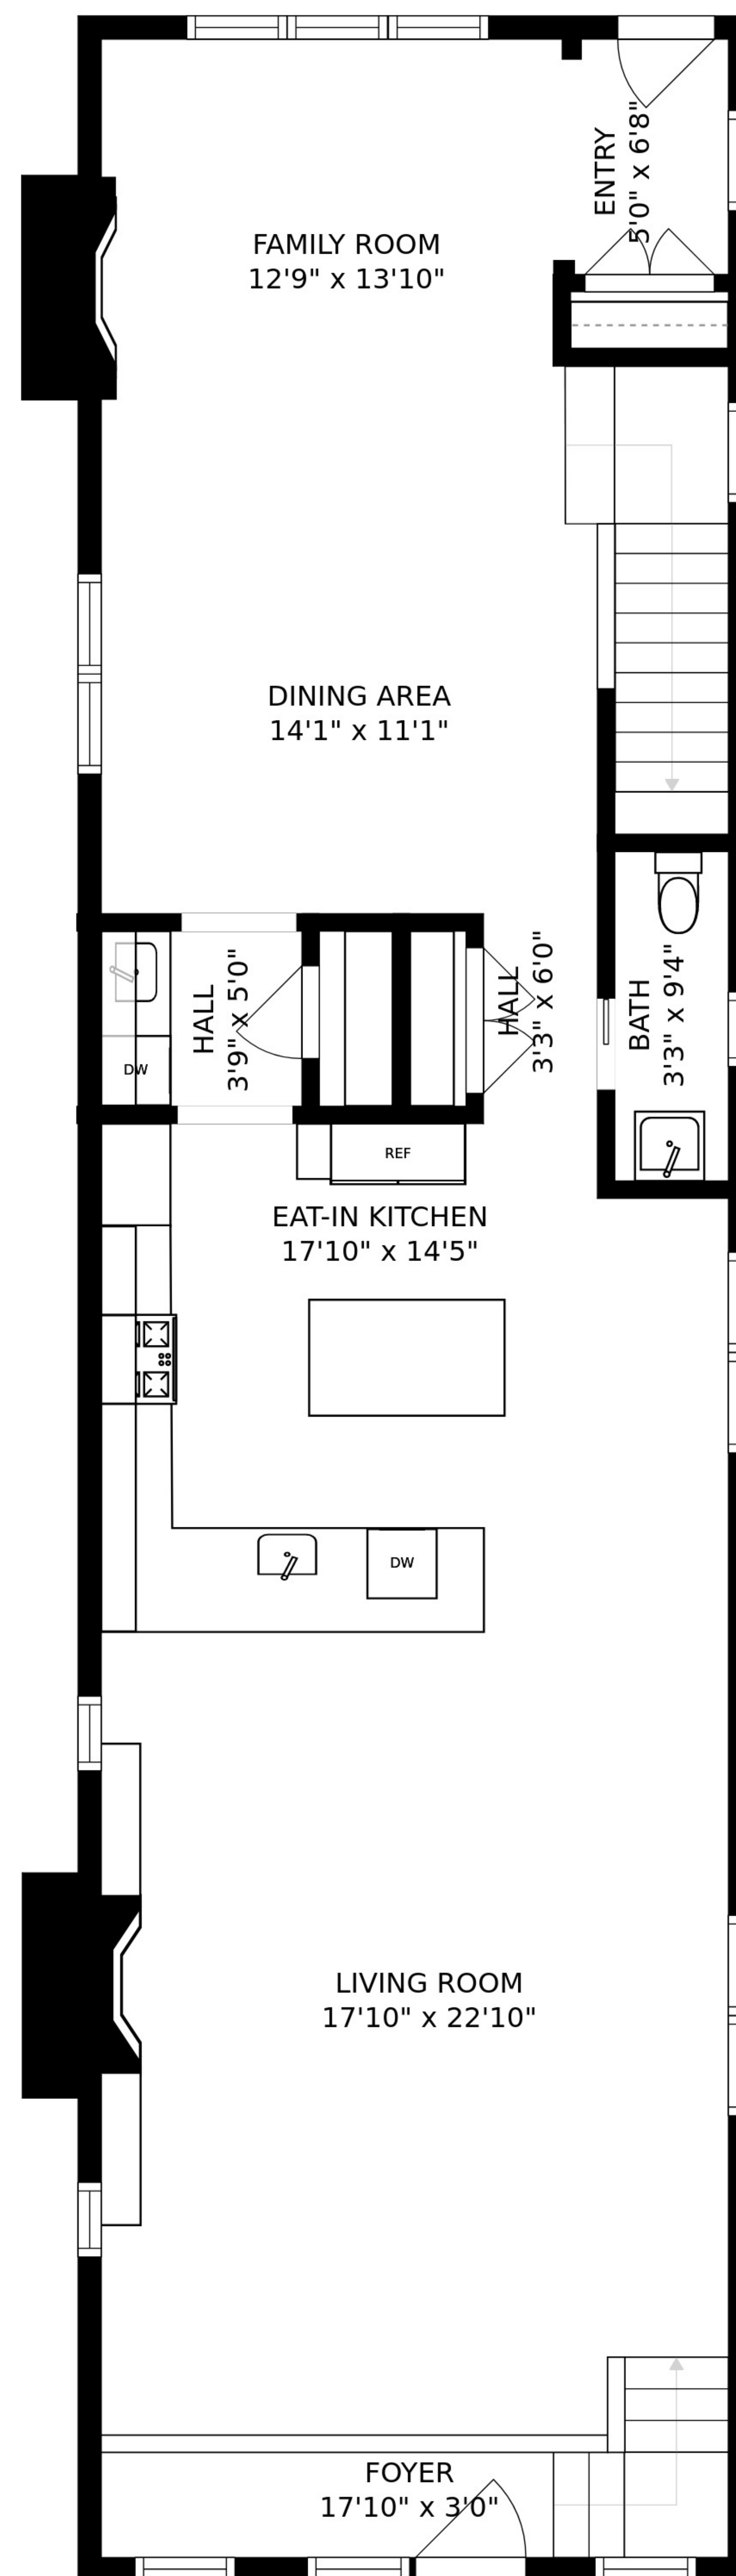 ENTRY
5'0" x 6'8"
FAMILY ROOM
12'9" x 13'10"
DINING AREA
14'1" x 11'1"
HALL
3'9" x 5'0"
HALL
3'3" x 6'0"
BATH
3'3" x 9'4"
DW
REF
EAT-IN KITCHEN
17'10" x 14'5"
DW
LIVING ROOM
17'10" x 22'10"
FOYER
17'10" x 3'0"